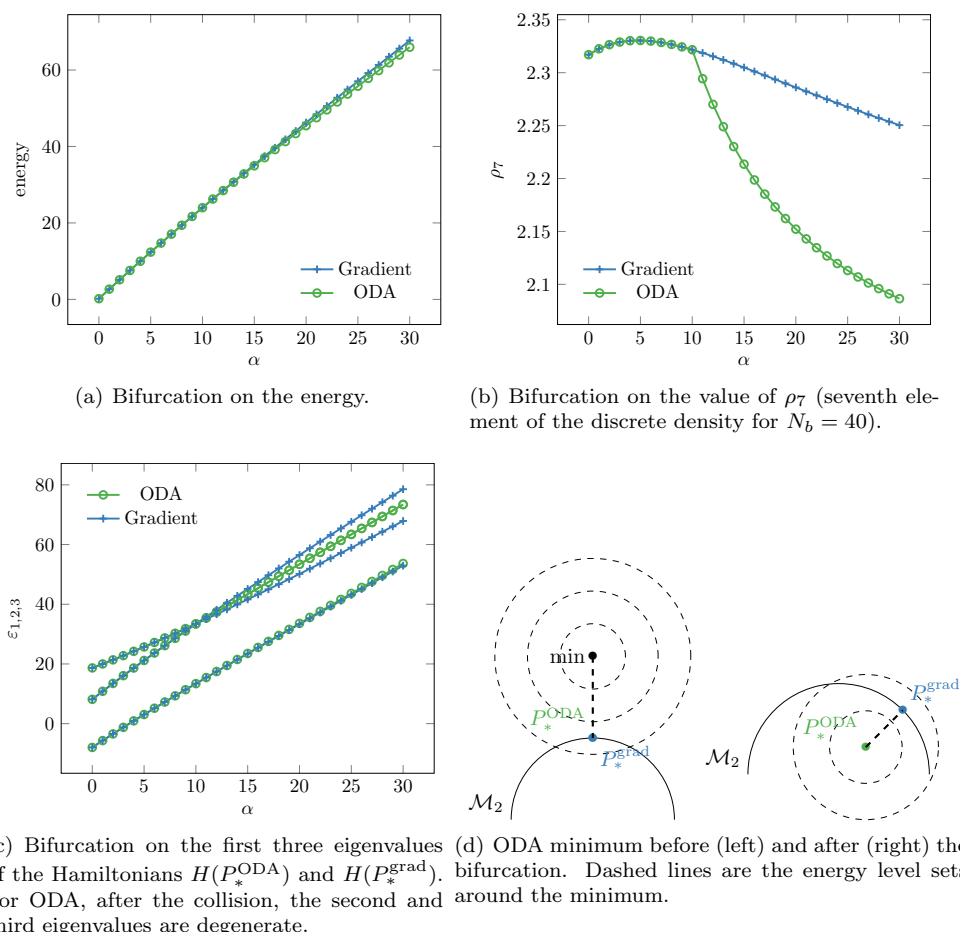 60
40
20
0
energy
0 5 10 15 20 25 30
α
Gradient
ODA
(a) Bifurcation on the energy.
2.35
2.3
2.25
2.2
2.15
2.1
ρ7
0 5 10 15 20 25 30
α
Gradient
ODA
(b) Bifurcation on the value of ρ7 (seventh ele-
ment of the discrete density for Nb = 40).
80
60
40
20
0
ε1,2,3
0 5 10 15 20 25 30
α
ODA
Gradient
c) Bifurcation on the first three eigenvalues
f the Hamiltonians H(P*^ODA) and H(P*^grad).
or ODA, after the collision, the second and
hird eigenvalues are degenerate.
min
P*^ODA
P*^grad
M2
P*^grad
P*^ODA
M2
(d) ODA minimum before (left) and after (right) the
bifurcation. Dashed lines are the energy level sets
around the minimum.